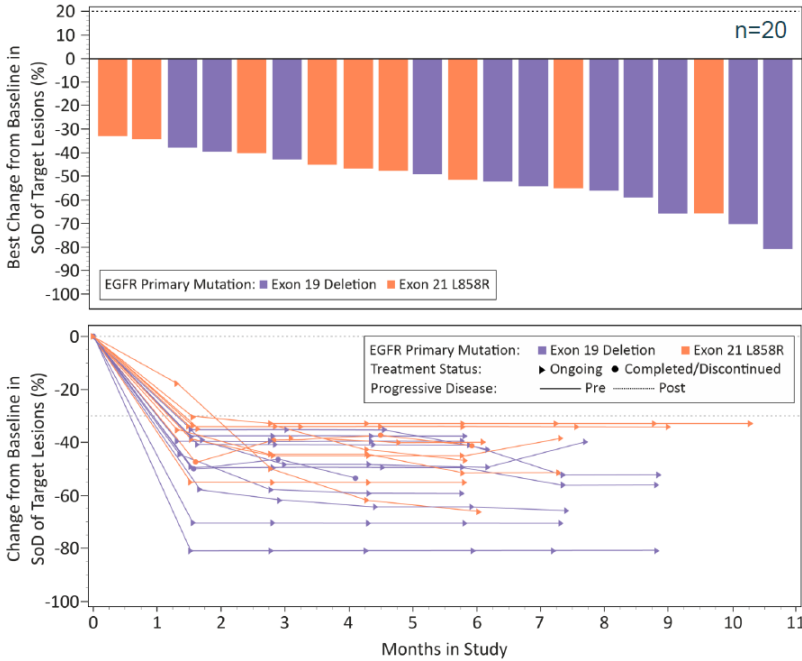 20
10
0
-10
-20
-30
-40
-50
-60
-70
-80
-90
-100
Best Change from Baseline in
SoD of Target Lesions (%)
n=20
EGFR Primary Mutation: Exon 19 Deletion Exon 21 L858R
0
-20
-40
-60
-80
-100
Change from Baseline in
SoD of Target Lesions (%)
EGFR Primary Mutation: Exon 19 Deletion Exon 21 L858R
Treatment Status: Ongoing Completed/Discontinued
Progressive Disease: Pre Post
0 1 2 3 4 5 6 7 8 9 10 11
Months in Study